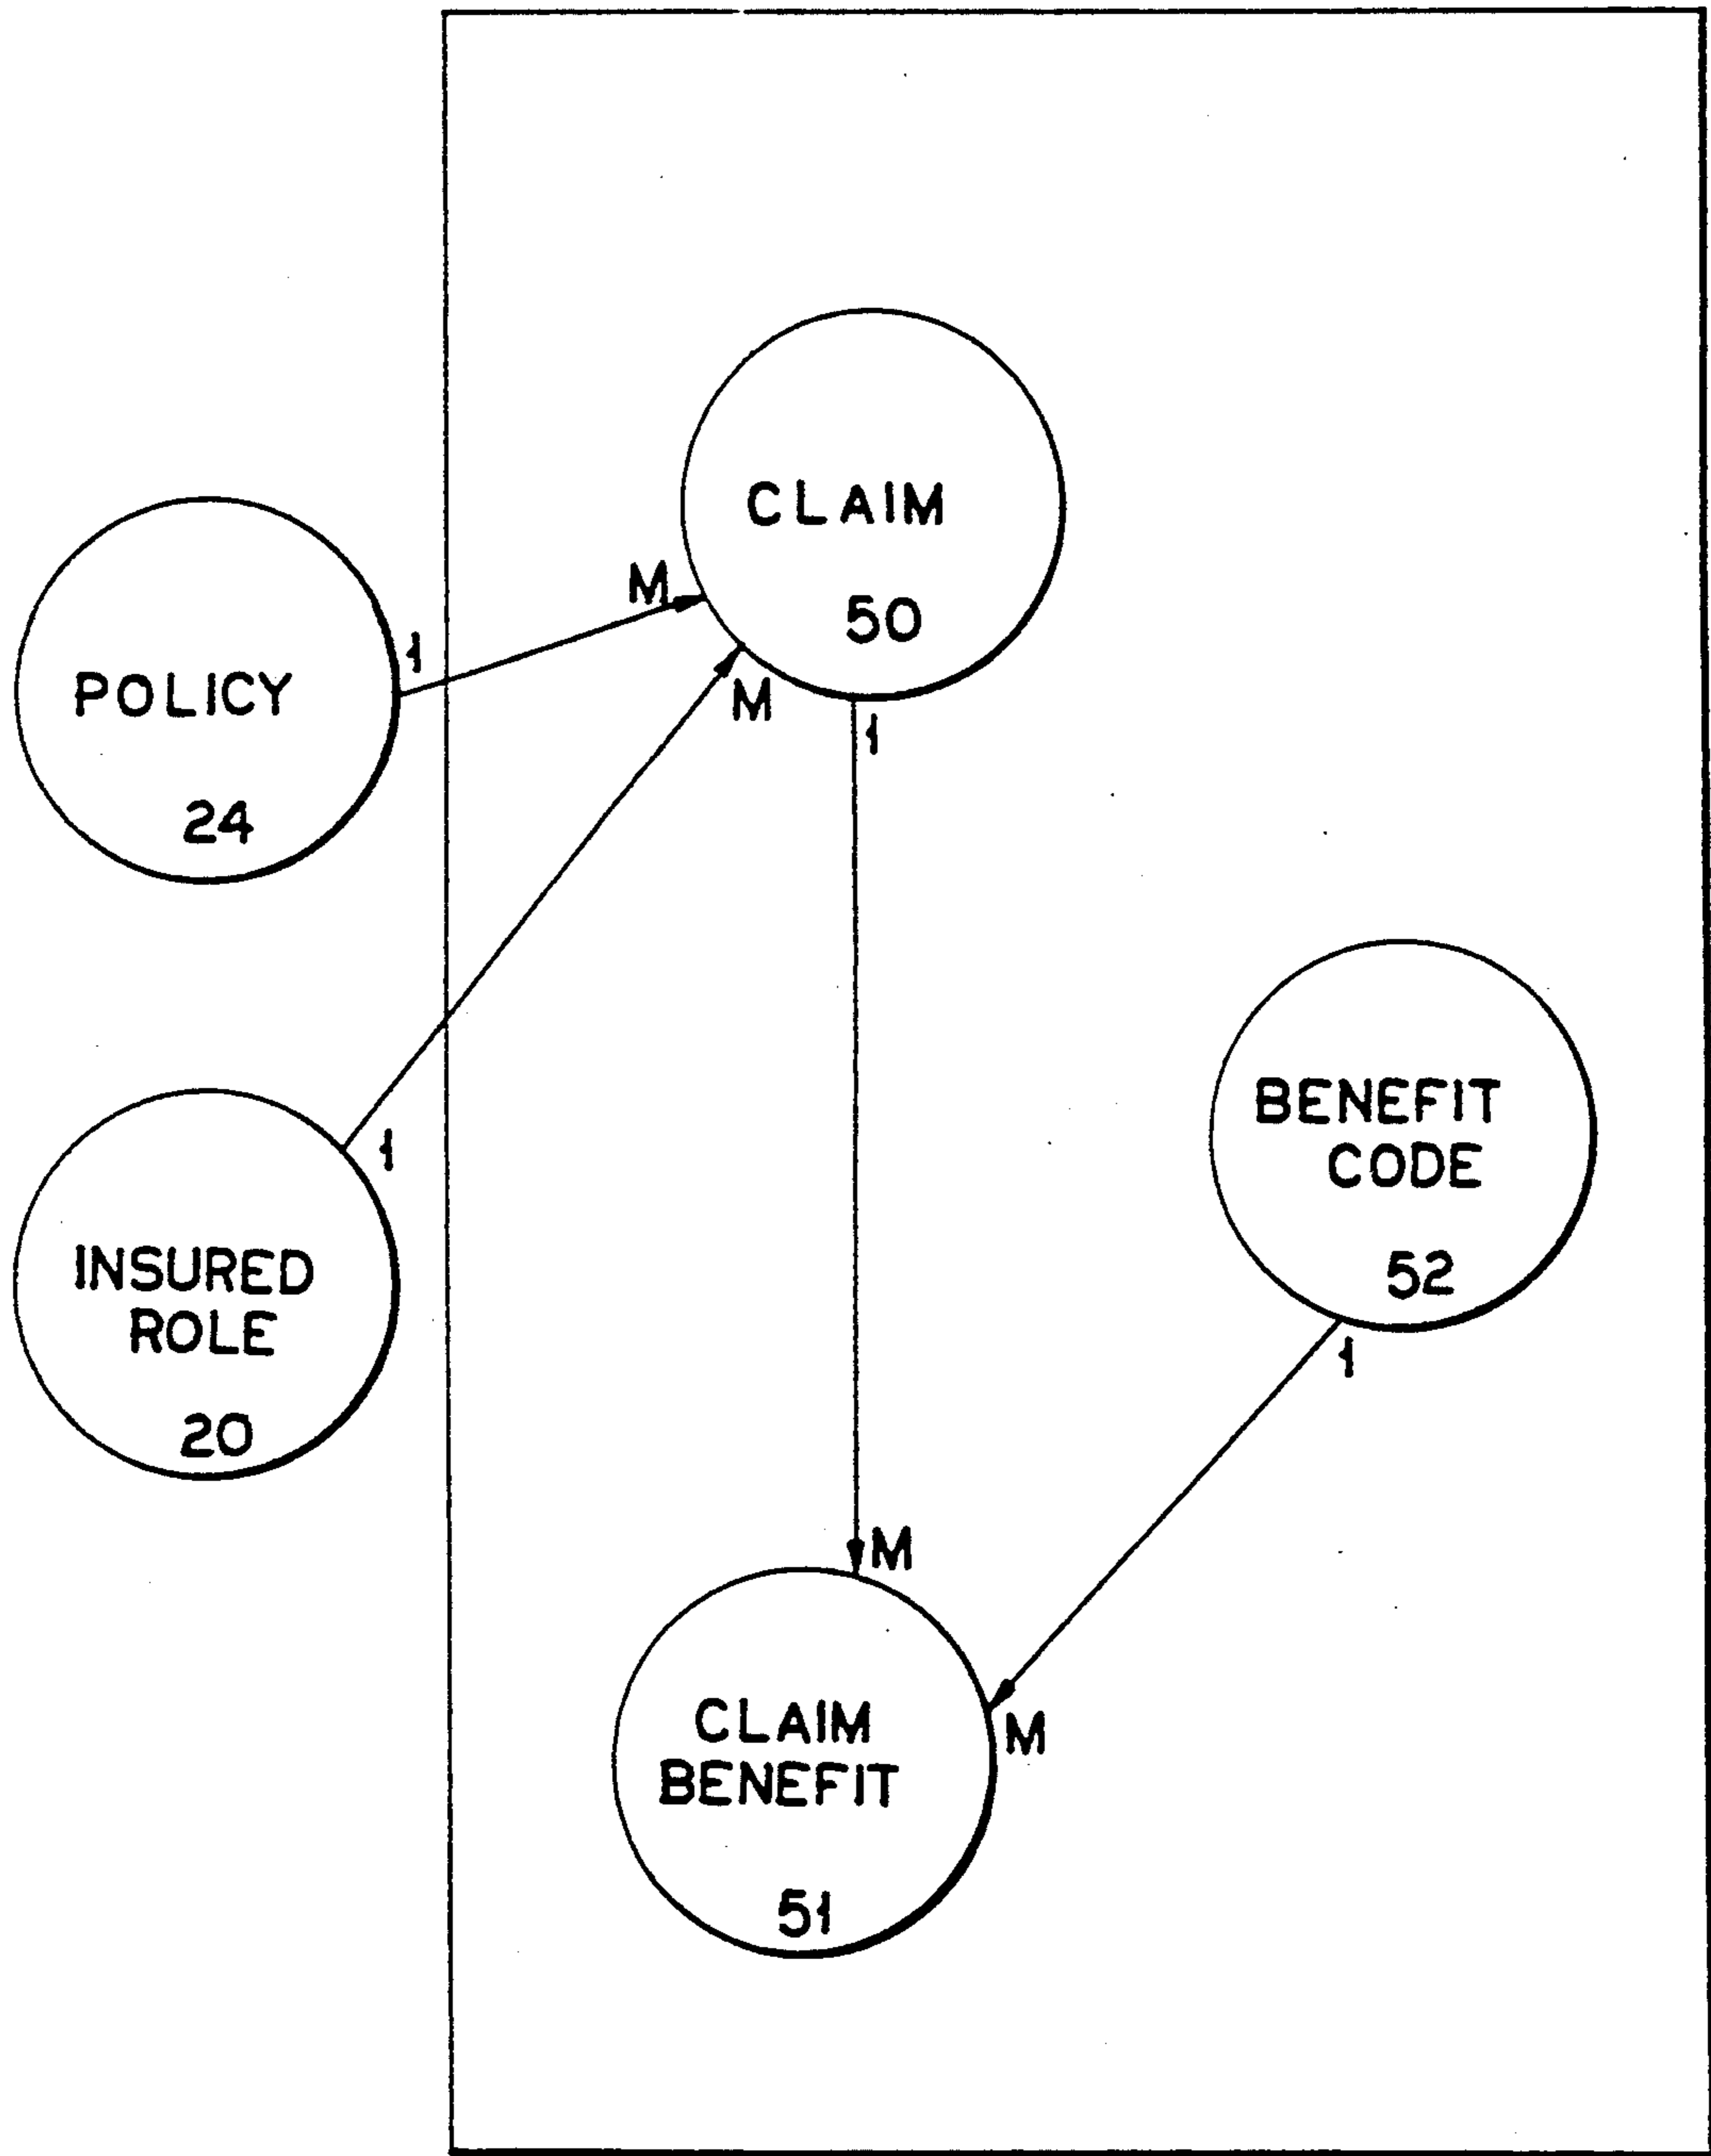 CLAIM
50
M
1
POLICY
24
M
1
1
INSURED
ROLE
20
BENEFIT
CODE
52
1
M
M
CLAIM
BENEFIT
51